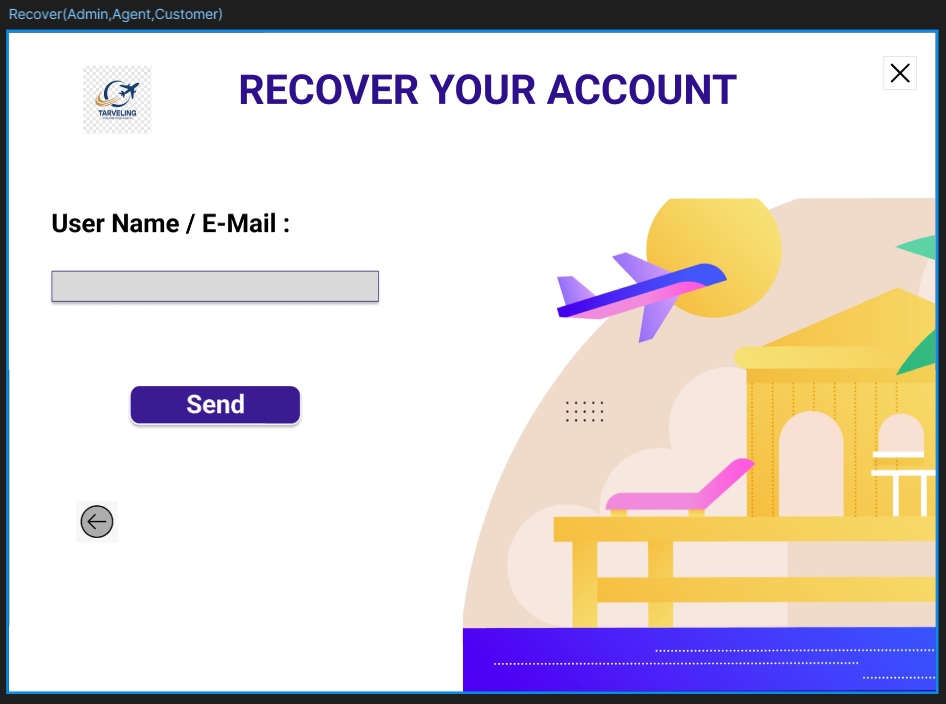 Recover(Admin,Agent,Customer)
RECOVER YOUR ACCOUNT
TARVELING
User Name / E-Mail :
Send